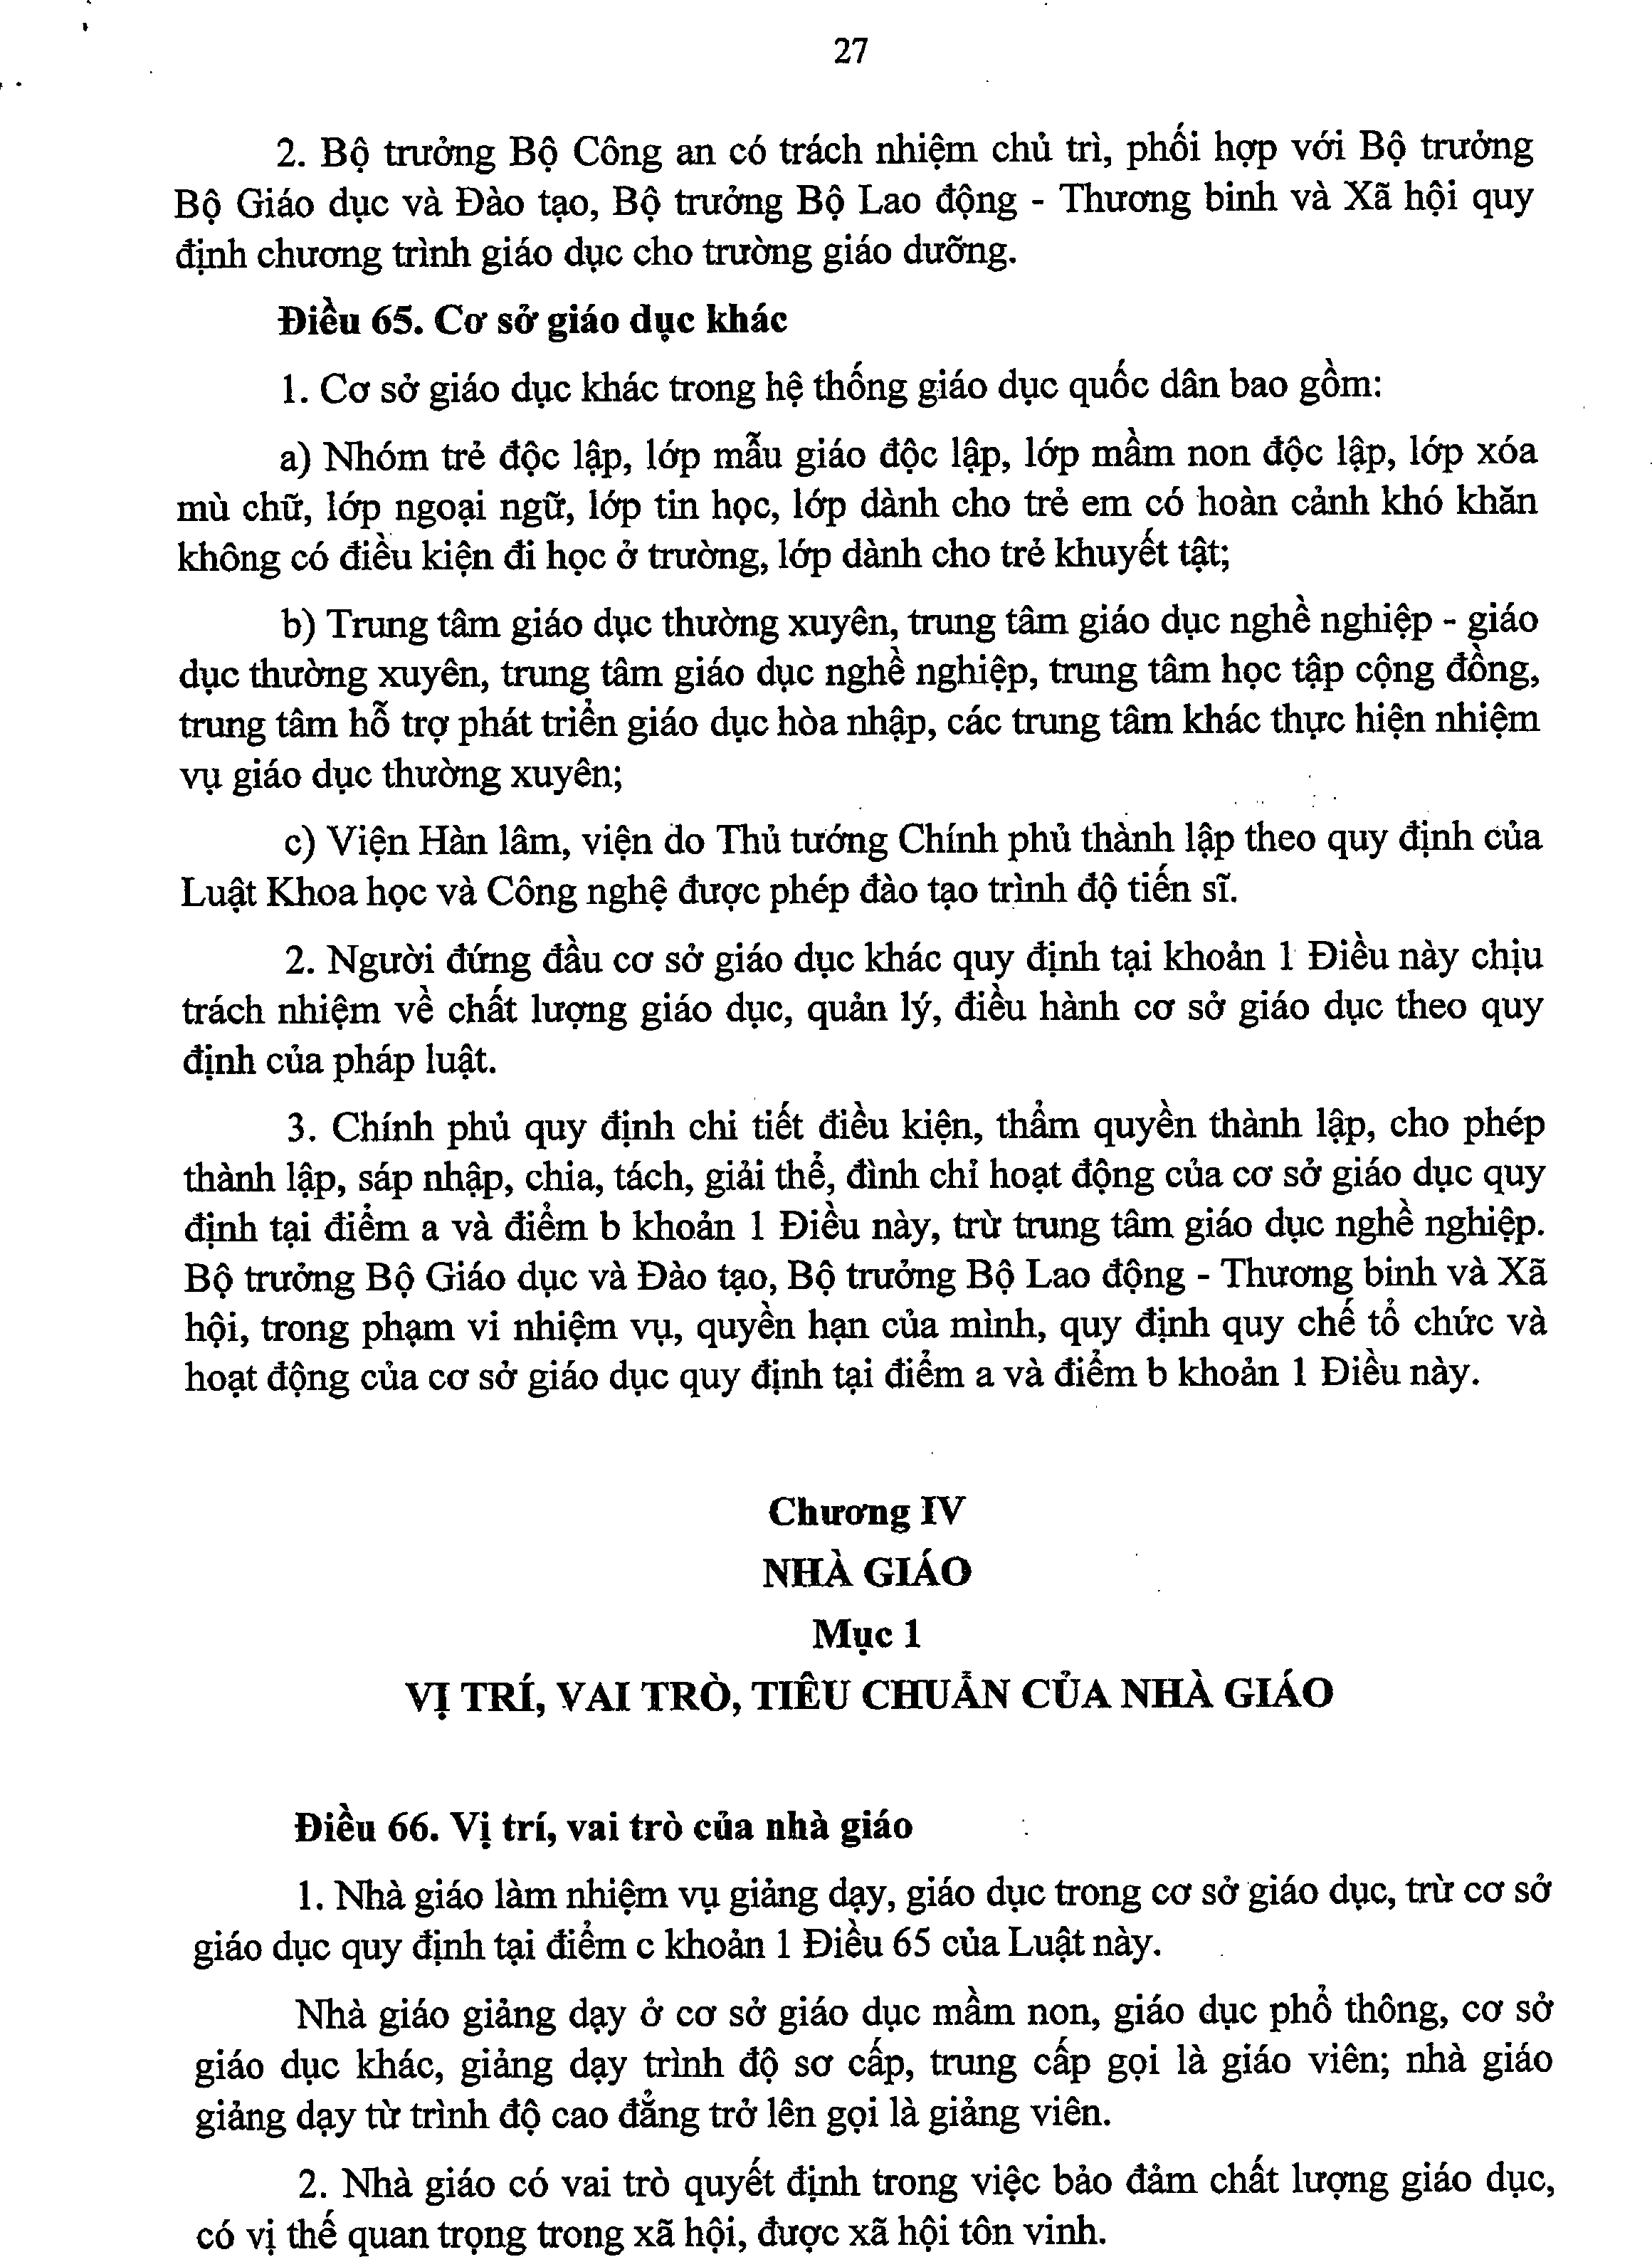 27
2. Bộ trưởng Bộ Công an có trách nhiệm chủ trì, phối hợp với Bộ trưởng
Bộ Giáo dục và Đào tạo, Bộ trưởng Bộ Lao động - Thương binh và Xã hội quy
định chương trình giáo dục cho trường giáo dưỡng.
Điều 65. Cơ sở giáo dục khác
1. Cơ sở giáo dục khác trong hệ thống giáo dục quốc dân bao gồm:
a) Nhóm trẻ độc lập, lớp mẫu giáo độc lập, lớp mầm non độc lập, lớp xóa
mù chữ, lớp ngoại ngữ, lớp tin học, lớp dành cho trẻ em có hoàn cảnh khó khăn
không có điều kiện đi học ở trường, lớp dành cho trẻ khuyết tật;
b) Trung tâm giáo dục thường xuyên, trung tâm giáo dục nghề nghiệp - giáo
dục thường xuyên, trung tâm giáo dục nghề nghiệp, trung tâm học tập cộng đồng,
trung tâm hỗ trợ phát triển giáo dục hòa nhập, các trung tâm khác thực hiện nhiệm
vụ giáo dục thường xuyên;
c) Viện Hàn lâm, viện do Thủ tướng Chính phủ thành lập theo quy định của
Luật Khoa học và Công nghệ được phép đào tạo trình độ tiến sĩ.
2. Người đứng đầu cơ sở giáo dục khác quy định tại khoản 1 Điều này chịu
trách nhiệm về chất lượng giáo dục, quản lý, điều hành cơ sở giáo dục theo quy
định của pháp luật.
3. Chính phủ quy định chi tiết điều kiện, thẩm quyền thành lập, cho phép
thành lập, sáp nhập, chia, tách, giải thể, đình chỉ hoạt động của cơ sở giáo dục quy
định tại điểm a và điểm b khoản 1 Điều này, trừ trung tâm giáo dục nghề nghiệp.
Bộ trưởng Bộ Giáo dục và Đào tạo, Bộ trưởng Bộ Lao động - Thương binh và Xã
hội, trong phạm vi nhiệm vụ, quyền hạn của mình, quy định quy chế tổ chức và
hoạt động của cơ sở giáo dục quy định tại điểm a và điểm b khoản 1 Điều này.
Chương IV
NHÀ GIÁO
Mục 1
VỊ TRÍ, VAI TRÒ, TIÊU CHUẨN CỦA NHÀ GIÁO
Điều 66. Vị trí, vai trò của nhà giáo
1. Nhà giáo làm nhiệm vụ giảng dạy, giáo dục trong cơ sở giáo dục, trừ cơ sở
giáo dục quy định tại điểm c khoản 1 Điều 65 của Luật này.
Nhà giáo giảng dạy ở cơ sở giáo dục mầm non, giáo dục phổ thông, cơ sở
giáo dục khác, giảng dạy trình độ sơ cấp, trung cấp gọi là giáo viên; nhà giáo
giảng dạy từ trình độ cao đẳng trở lên gọi là giảng viên.
2. Nhà giáo có vai trò quyết định trong việc bảo đảm chất lượng giáo dục,
có vị thế quan trọng trong xã hội, được xã hội tôn vinh.